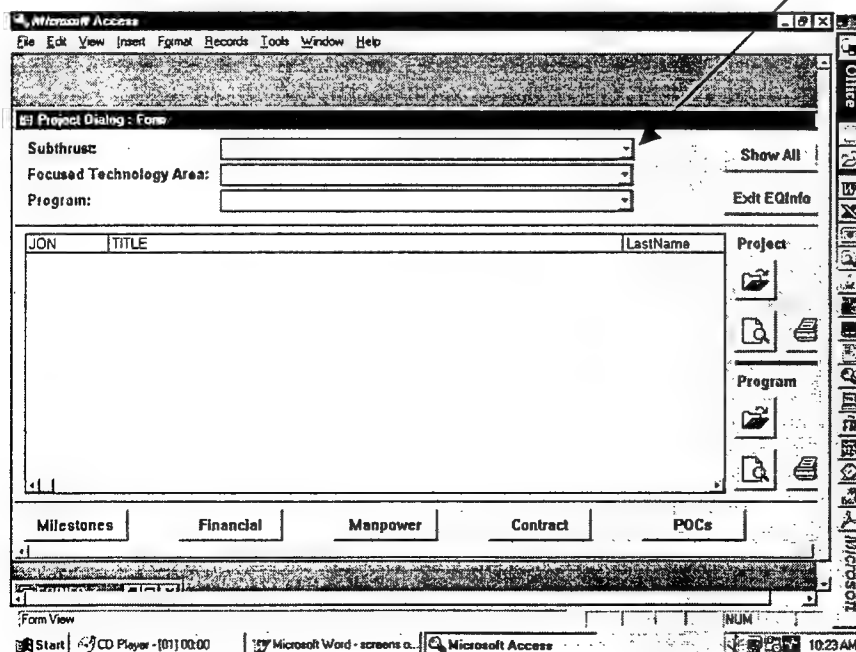 Microsoft Access
File Edit View Insert Format Records Tools Window Help
Office
Project Dialog : Form
Subthrust:
Show All
Focused Technology Area:
Program:
Exit EQInfo
JON TITLE LastName Project
Program
Milestones Financial Manpower Contract POCs
Microsoft
Form View NUM
Start CD Player - [01] 00:00 Microsoft Word - screens o... Microsoft Access 10:23 AM